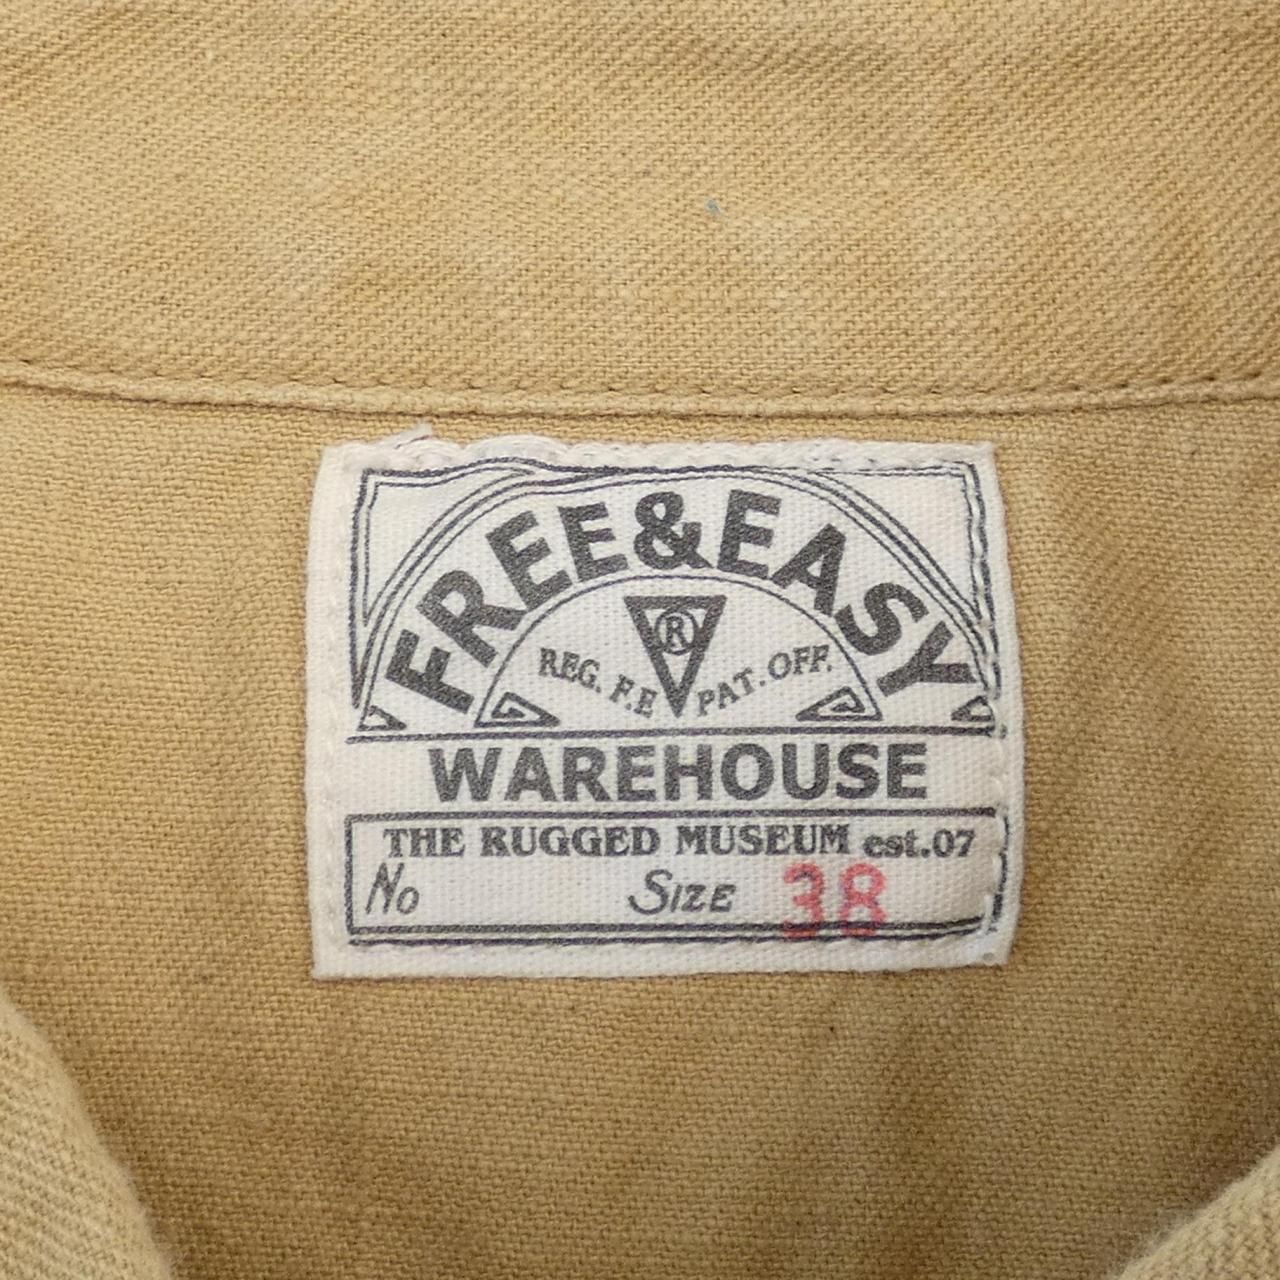 FREE&EASY
®
REG. F.E PAT. OFF.
WAREHOUSE
THE RUGGED MUSEUM est.07
No Size 38